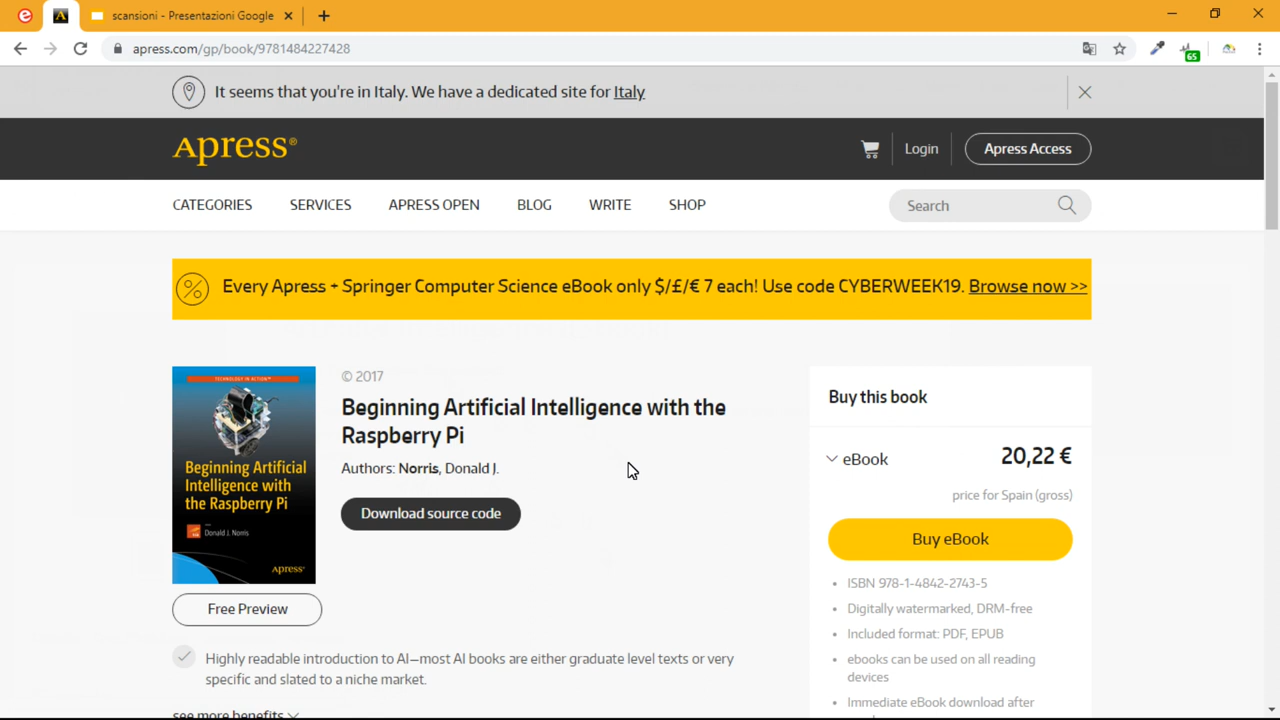 scansioni - Presentazioni Google
apress.com/gp/book/9781484227428
65
It seems that you're in Italy. We have a dedicated site for Italy
Apress®
Login
Apress Access
CATEGORIES
SERVICES
APRESS OPEN
BLOG
WRITE
SHOP
Search
Every Apress + Springer Computer Science eBook only $/£/€ 7 each! Use code CYBERWEEK19. Browse now >>
TECHNOLOGY IN ACTION™
Beginning Artificial
Intelligence with
the Raspberry Pi
Donald J. Norris
Apress®
Free Preview
© 2017
Beginning Artificial Intelligence with the
Raspberry Pi
Authors: Norris, Donald J.
Download source code
Highly readable introduction to AI—most AI books are either graduate level texts or very
specific and slated to a niche market.
see more benefits
Buy this book
eBook
20,22 €
price for Spain (gross)
Buy eBook
ISBN 978-1-4842-2743-5
Digitally watermarked, DRM-free
Included format: PDF, EPUB
ebooks can be used on all reading
devices
Immediate eBook download after